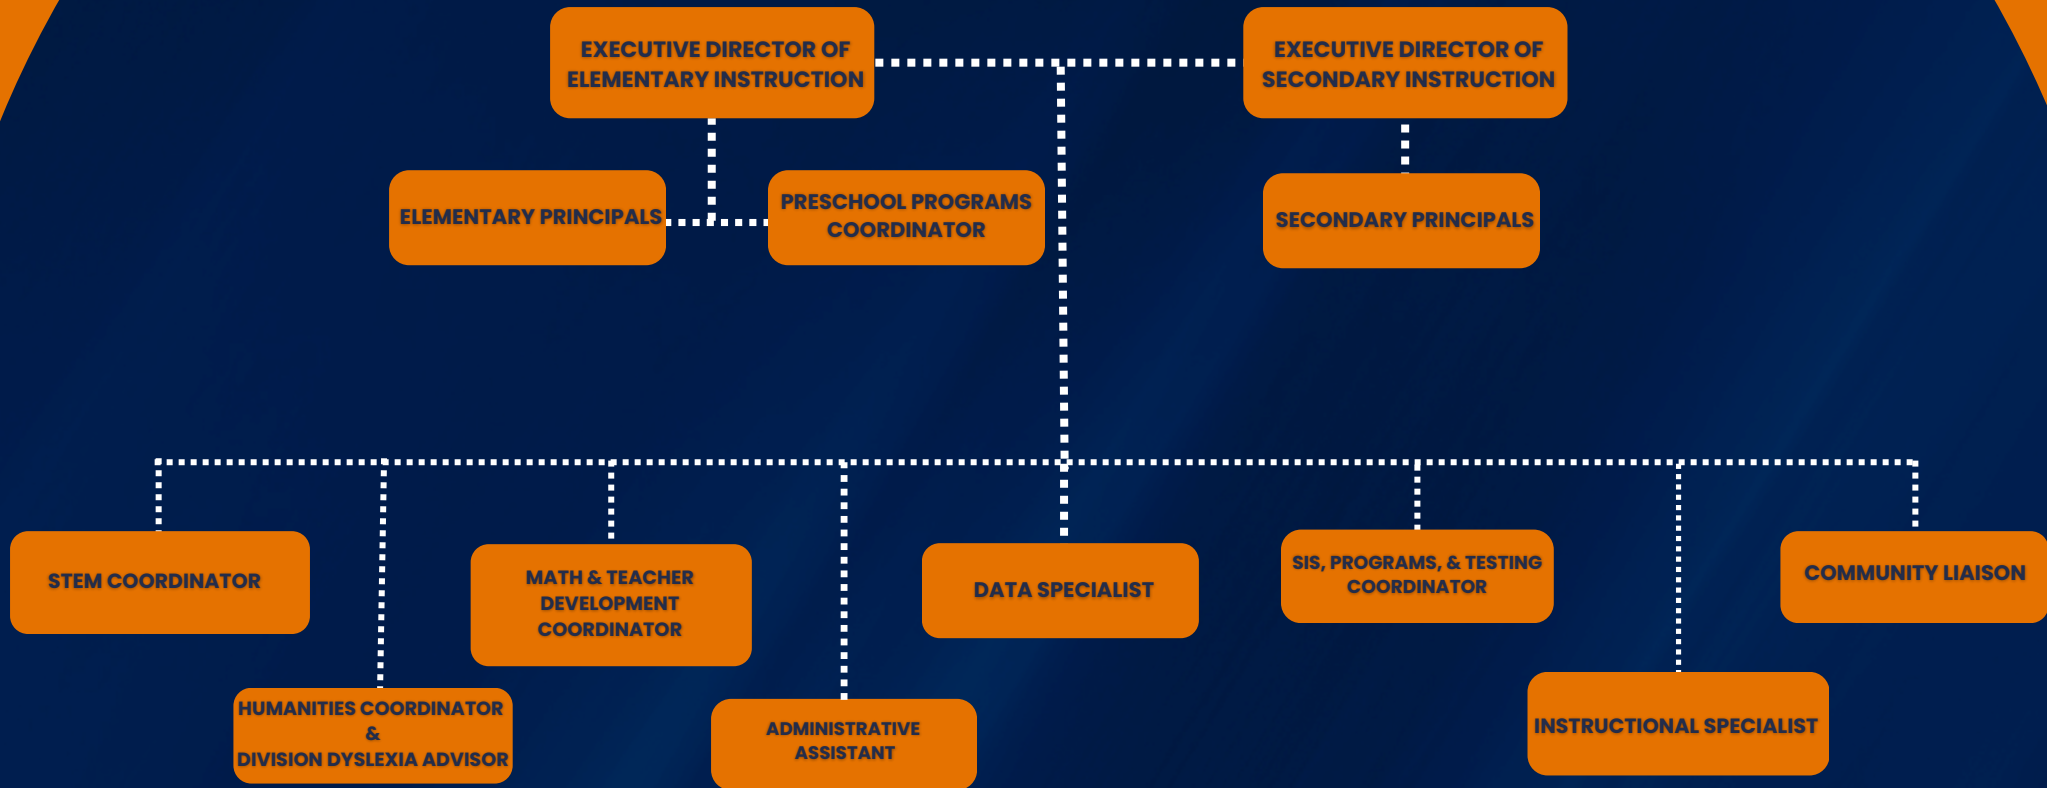 EXECUTIVE DIRECTOR OF
ELEMENTARY INSTRUCTION
EXECUTIVE DIRECTOR OF
SECONDARY INSTRUCTION
ELEMENTARY PRINCIPALS
PRESCHOOL PROGRAMS
COORDINATOR
SECONDARY PRINCIPALS
STEM COORDINATOR
HUMANITIES COORDINATOR
&
DIVISION DYSLEXIA ADVISOR
MATH & TEACHER
DEVELOPMENT
COORDINATOR
ADMINISTRATIVE
ASSISTANT
DATA SPECIALIST
SIS, PROGRAMS, & TESTING
COORDINATOR
INSTRUCTIONAL SPECIALIST
COMMUNITY LIAISON